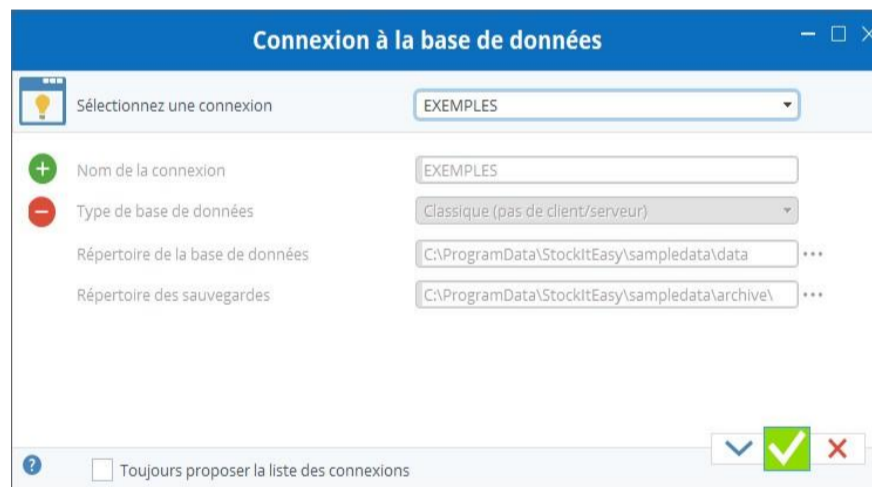 Connexion à la base de données
Sélectionnez une connexion EXEMPLES
Nom de la connexion EXEMPLES
Type de base de données Classique (pas de client/serveur)
Répertoire de la base de données C:\ProgramData\StockItEasy\sampledata\data ...
Répertoire des sauvegardes C:\ProgramData\StockItEasy\sampledata\archive\ ...
? Toujours proposer la liste des connexions